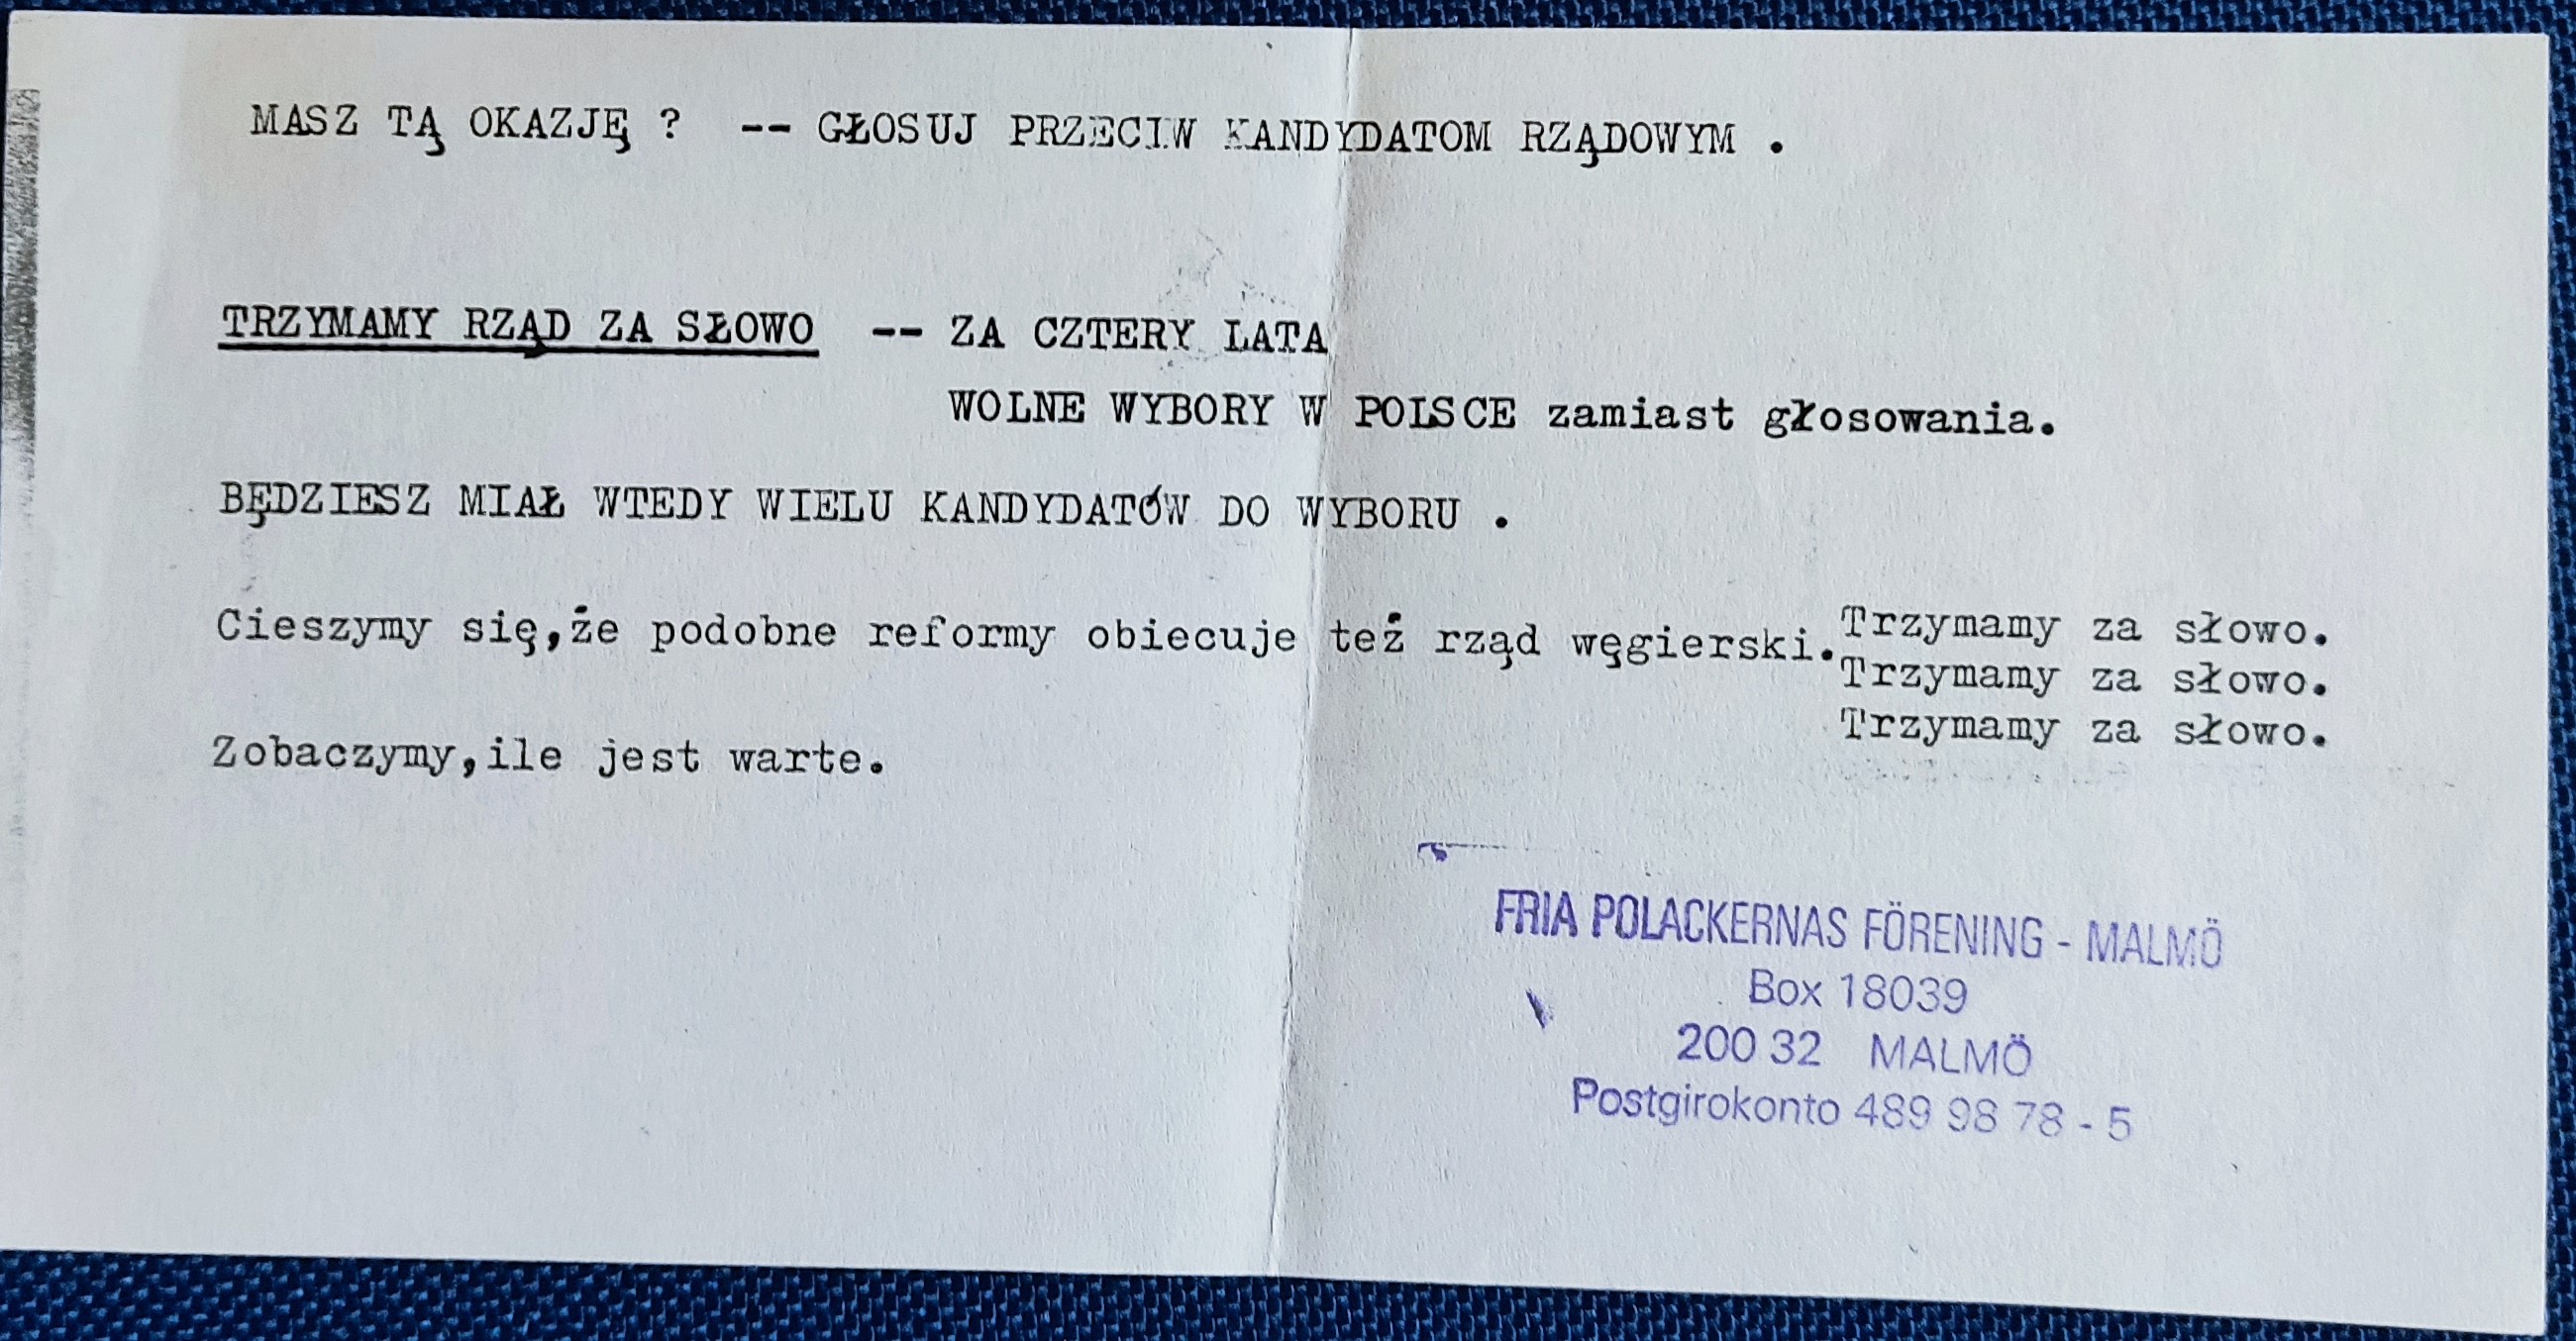 MASZ TĄ OKAZJĘ ? -- GŁOSUJ PRZECIW KANDYDATOM RZĄDOWYM .
TRZYMAMY RZĄD ZA SŁOWO -- ZA CZTERY LATA
WOLNE WYBORY W POLSCE zamiast głosowania.
BĘDZIESZ MIAŁ WTEDY WIELU KANDYDATÓW DO WYBORU .
Cieszymy się,że podobne reformy obiecuje też rząd węgierski.
Trzymamy za słowo.
Trzymamy za słowo.
Trzymamy za słowo.
Zobaczymy,ile jest warte.
FRIA POLACKERNAS FÖRENING - MALMÖ
Box 18039
200 32 MALMÖ
Postgirokonto 489 98 78 - 5